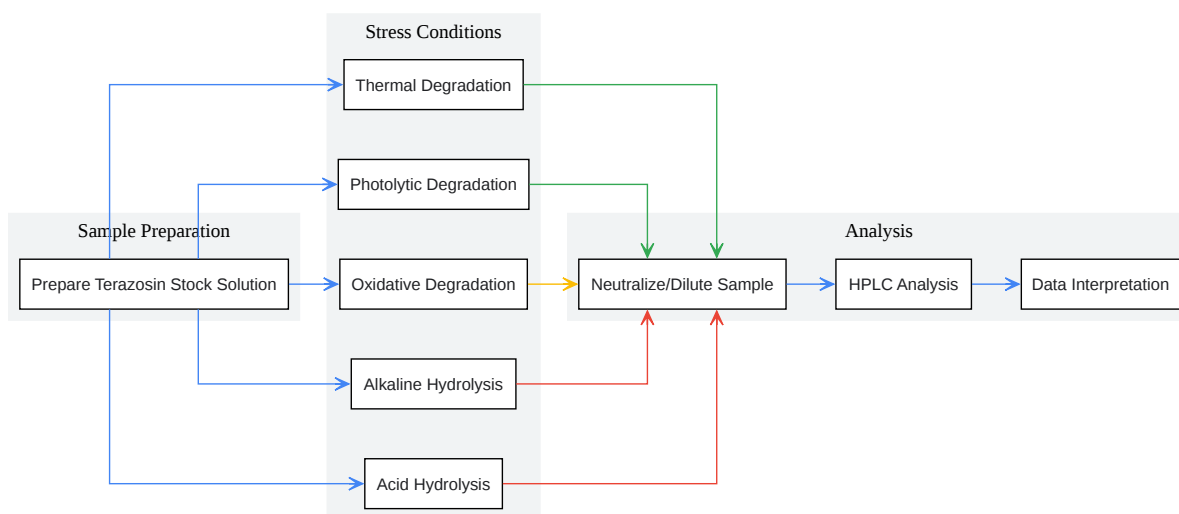 Stress Conditions
Thermal Degradation
Photolytic Degradation
Sample Preparation
Analysis
Prepare Terazosin Stock Solution
Oxidative Degradation
Neutralize/Dilute Sample
HPLC Analysis
Data Interpretation
Alkaline Hydrolysis
Acid Hydrolysis